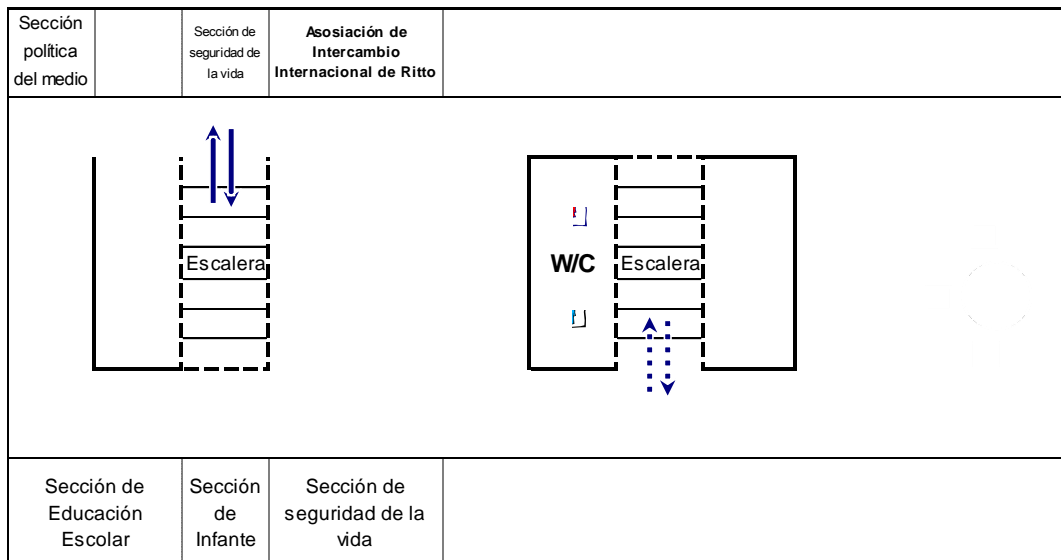 Sección
política
del medio
Sección de
seguridad de
la vida
Asosiación de
Intercambio
Internacional de Ritto
Escalera
W/C
Escalera
Sección de
Educación
Escolar
Sección
de
Infante
Sección de
seguridad de la
vida